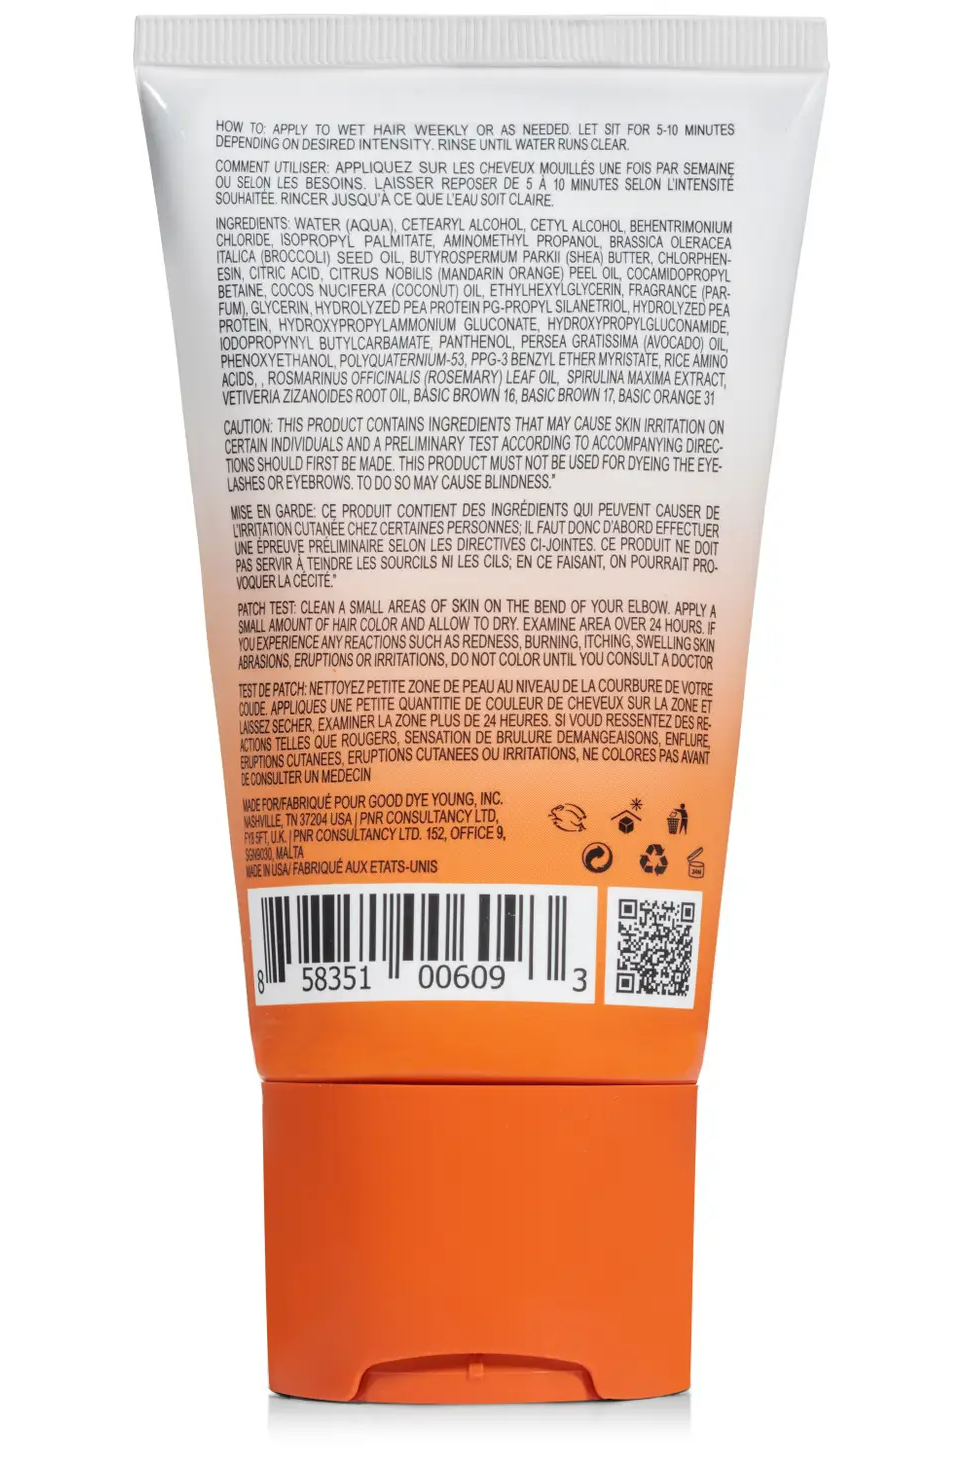 HOW TO: APPLY TO WET HAIR WEEKLY OR AS NEEDED. LET SIT FOR 5-10 MINUTES
DEPENDING ON DESIRED INTENSITY. RINSE UNTIL WATER RUNS CLEAR.
COMMENT UTILISER: APPLIQUEZ SUR LES CHEVEUX MOUILLÉS UNE FOIS PAR SEMAINE
OU SELON LES BESOINS. LAISSER REPOSER DE 5 À 10 MINUTES SELON L'INTENSITÉ
SOUHAITÉE. RINCER JUSQU'À CE QUE L'EAU SOIT CLAIRE.
INGREDIENTS: WATER (AQUA), CETEARYL ALCOHOL, CETYL ALCOHOL, BEHENTRIMONIUM
CHLORIDE, ISOPROPYL PALMITATE, AMINOMETHYL PROPANOL, BRASSICA OLERACEA
ITALICA (BROCCOLI) SEED OIL, BUTYROSPERMUM PARKII (SHEA) BUTTER, CHLORPHEN-
ESIN, CITRIC ACID, CITRUS NOBILIS (MANDARIN ORANGE) PEEL OIL, COCAMIDOPROPYL
BETAINE, COCOS NUCIFERA (COCONUT) OIL, ETHYLHEXYLGLYCERIN, FRAGRANCE (PAR-
FUM), GLYCERIN, HYDROLYZED PEA PROTEIN PG-PROPYL SILANETRIOL, HYDROLYZED PEA
PROTEIN, HYDROXYPROPYLAMMONIUM GLUCONATE, HYDROXYPROPYLGLUCONAMIDE,
IODOPROPYNYL BUTYLCARBAMATE, PANTHENOL, PERSEA GRATISSIMA (AVOCADO) OIL,
PHENOXYETHANOL, POLYQUATERNIUM-53, PPG-3 BENZYL ETHER MYRISTATE, RICE AMINO
ACIDS, , ROSMARINUS OFFICINALIS (ROSEMARY) LEAF OIL, SPIRULINA MAXIMA EXTRACT,
VETIVERIA ZIZANOIDES ROOT OIL, BASIC BROWN 16, BASIC BROWN 17, BASIC ORANGE 31
CAUTION: THIS PRODUCT CONTAINS INGREDIENTS THAT MAY CAUSE SKIN IRRITATION ON
CERTAIN INDIVIDUALS AND A PRELIMINARY TEST ACCORDING TO ACCOMPANYING DIREC-
TIONS SHOULD FIRST BE MADE. THIS PRODUCT MUST NOT BE USED FOR DYEING THE EYE-
LASHES OR EYEBROWS. TO DO SO MAY CAUSE BLINDNESS."
MISE EN GARDE: CE PRODUIT CONTIENT DES INGRÉDIENTS QUI PEUVENT CAUSER DE
L'IRRITATION CUTANÉE CHEZ CERTAINES PERSONNES; IL FAUT DONC D'ABORD EFFECTUER
UNE ÉPREUVE PRÉLIMINAIRE SELON LES DIRECTIVES CI-JOINTES. CE PRODUIT NE DOIT
PAS SERVIR À TEINDRE LES SOURCILS NI LES CILS; EN CE FAISANT, ON POURRAIT PRO-
VOQUER LA CÉCITÉ."
PATCH TEST: CLEAN A SMALL AREAS OF SKIN ON THE BEND OF YOUR ELBOW. APPLY A
SMALL AMOUNT OF HAIR COLOR AND ALLOW TO DRY. EXAMINE AREA OVER 24 HOURS. IF
YOU EXPERIENCE ANY REACTIONS SUCH AS REDNESS, BURNING, ITCHING, SWELLING SKIN
ABRASIONS, ERUPTIONS OR IRRITATIONS, DO NOT COLOR UNTIL YOU CONSULT A DOCTOR
TEST DE PATCH: NETTOYEZ PETITE ZONE DE PEAU AU NIVEAU DE LA COURBURE DE VOTRE
COUDE. APPLIQUES UNE PETITE QUANTITIE DE COULEUR DE CHEVEUX SUR LA ZONE ET
LAISSEZ SECHER, EXAMINER LA ZONE PLUS DE 24 HEURES. SI VOUD RESSENTEZ DES RE-
ACTIONS TELLES QUE ROUGERS, SENSATION DE BRULURE DEMANGEAISONS, ENFLURE,
ERUPTIONS CUTANEES, ERUPTIONS CUTANEES OU IRRITATIONS, NE COLORES PAS AVANT
DE CONSULTER UN MEDECIN
MADE FOR/FABRIQUÉ POUR GOOD DYE YOUNG, INC.
NASHVILLE, TN 37204 USA | PNR CONSULTANCY LTD,
FY8 5FT, U.K. | PNR CONSULTANCY LTD. 152, OFFICE 9,
SGN9030, MALTA
MADE IN USA/ FABRIQUÉ AUX ETATS-UNIS
24M
8 58351 00609 3